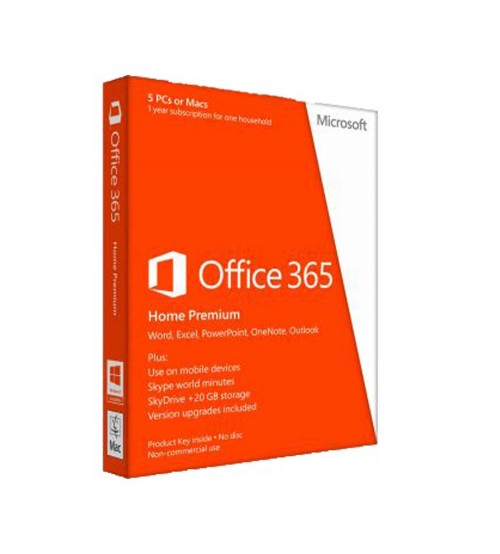 5 PCs or Macs
1 year subscription for one household
Microsoft
Office 365
Home Premium
Word, Excel, PowerPoint, OneNote, Outlook
Plus:
Use on mobile devices
Skype world minutes
SkyDrive +20 GB storage
Version upgrades included
Product Key inside • No disc
Non-commercial use
Office 365
Home Premium
Mac